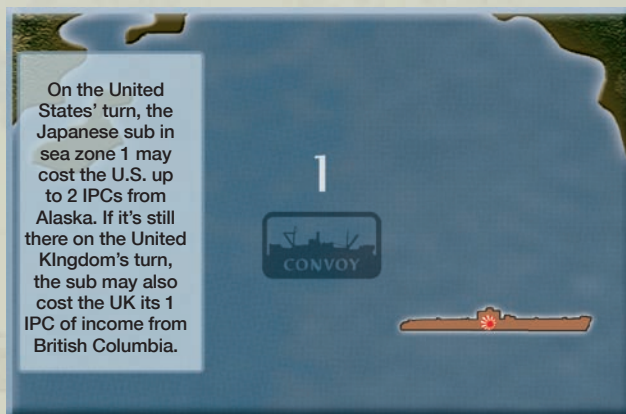 On the United
States' turn, the
Japanese sub in
sea zone 1 may
cost the U.S. up
to 2 IPCs from
Alaska. If it's still
there on the United
KIngdom's turn,
the sub may also
cost the UK its 1
IPC of income from
British Columbia.
1
CONVOY